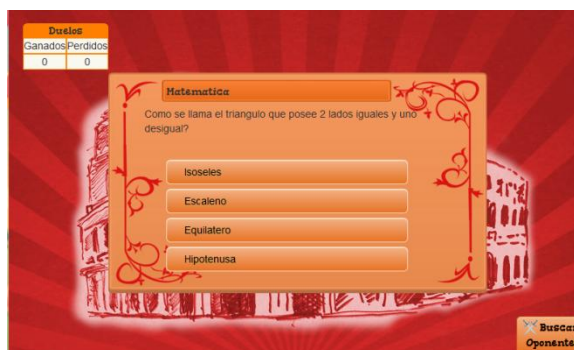 Duelos
Ganados Perdidos
0 0
Matematica
Como se llama el triangulo que posee 2 lados iguales y uno
desigual?
Isoseles
Escaleno
Equilatero
Hipotenusa
Buscar
Oponente